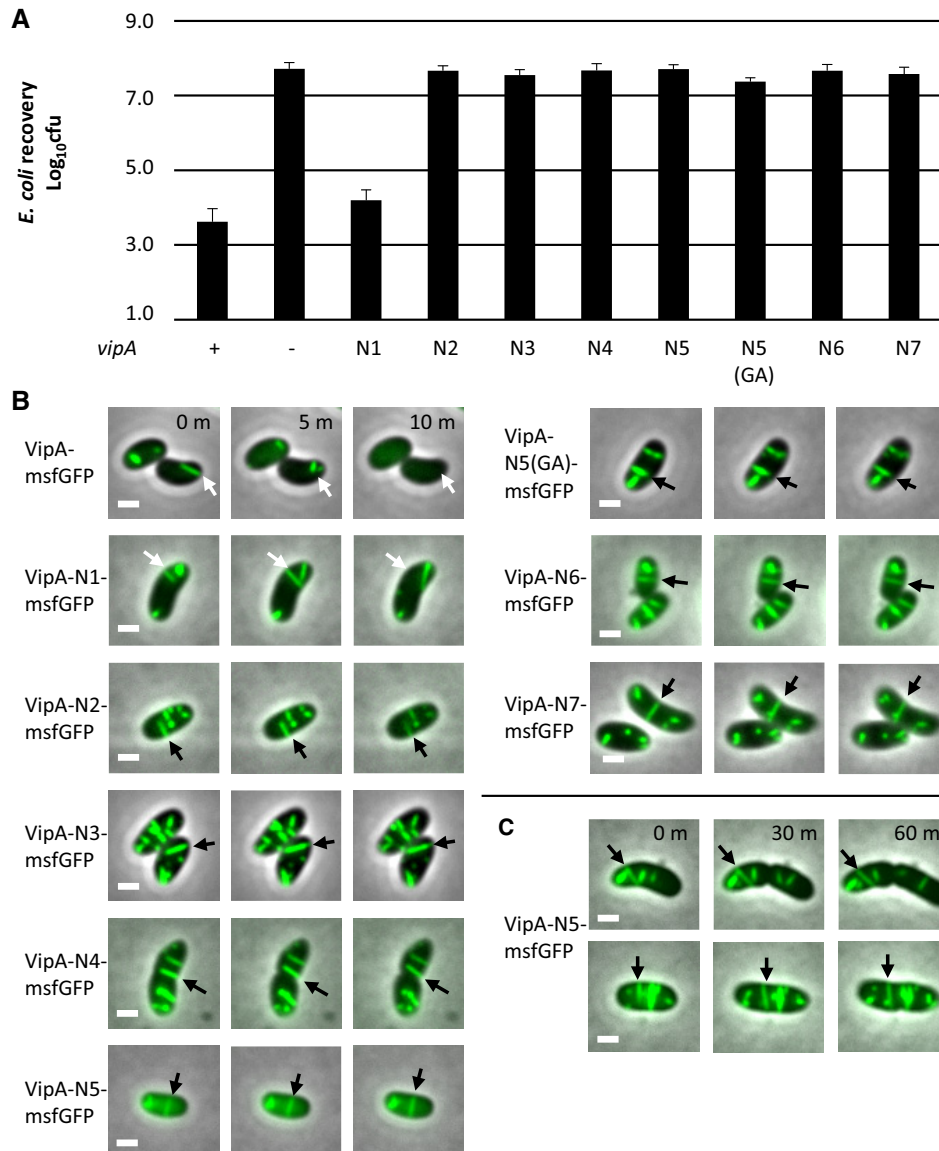 A
9.0
7.0
5.0
3.0
1.0
E. coli recovery
Log10cfu
vipA + - N1 N2 N3 N4 N5 N5 N6 N7
(GA)
B
VipA-
msfGFP
0 m 5 m 10 m
VipA-N1-
msfGFP
VipA-N2-
msfGFP
VipA-N3-
msfGFP
VipA-N4-
msfGFP
VipA-N5-
msfGFP
VipA-
N5(GA)-
msfGFP
VipA-N6-
msfGFP
VipA-N7-
msfGFP
C
0 m 30 m 60 m
VipA-N5-
msfGFP